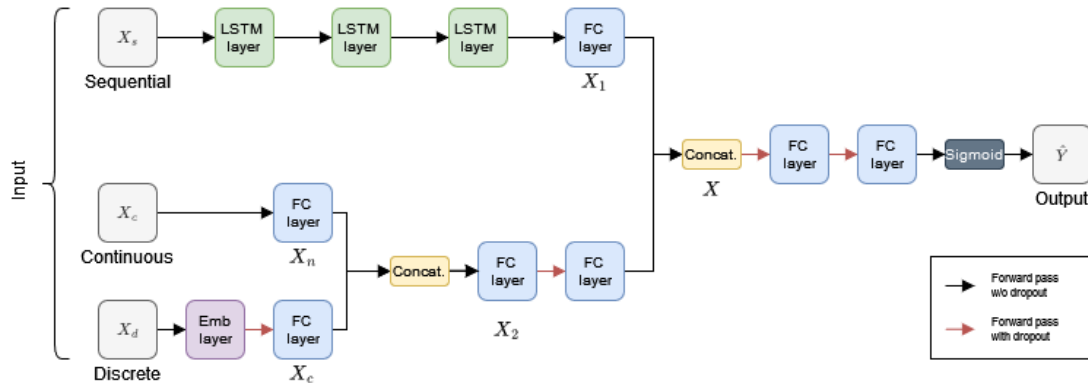 Input
X_s
Sequential
LSTM
layer
LSTM
layer
LSTM
layer
FC
layer
X_1
X_c
Continuous
FC
layer
X_n
X_d
Discrete
Emb
layer
FC
layer
X_c
Concat.
FC
layer
X_2
FC
layer
Concat.
X
FC
layer
FC
layer
Sigmoid
Ŷ
Output
Forward pass
w/o dropout
Forward pass
with dropout